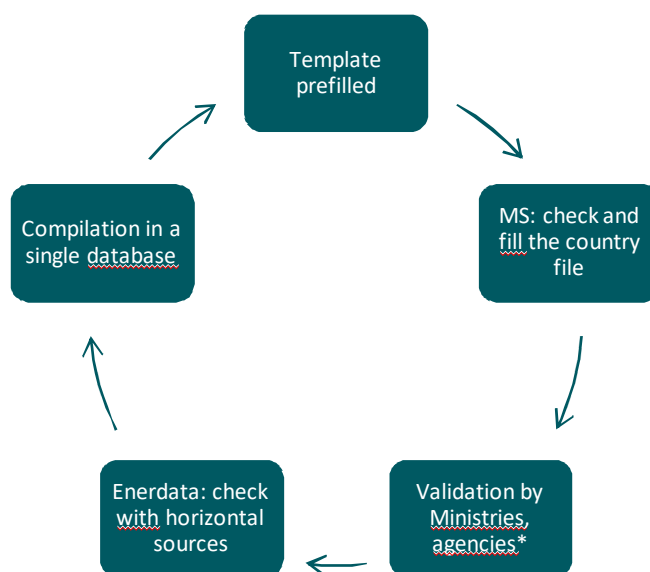 Template
prefilled
MS: check and
fill the country
file
Validation by
Ministries,
agencies*
Enerdata: check
with horizontal
sources
Compilation in a
single database